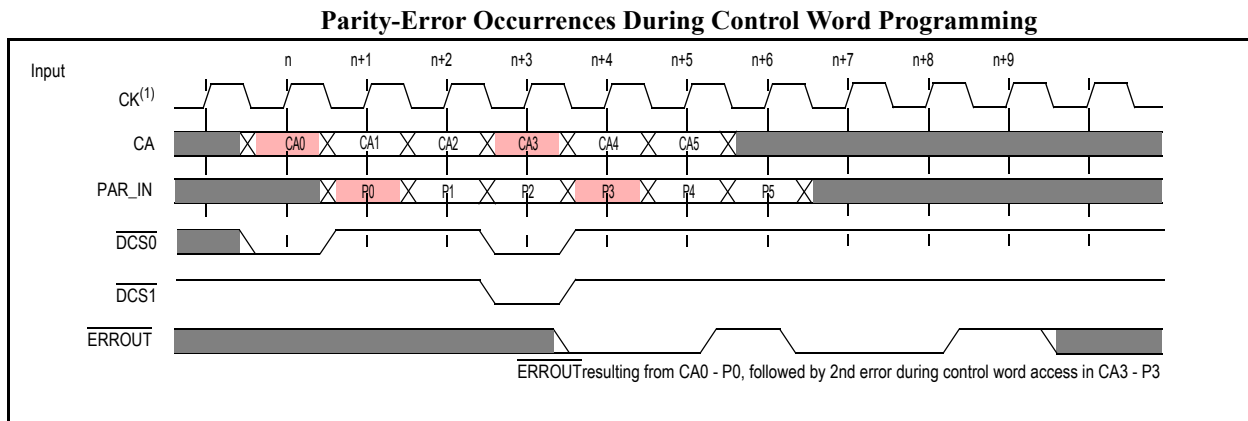 Parity-Error Occurrences During Control Word Programming
Input
n n+1 n+2 n+3 n+4 n+5 n+6 n+7 n+8 n+9
CK(1)
CA CA0 CA1 CA2 CA3 CA4 CA5
PAR_IN P0 P1 P2 P3 P4 P5
DCS0
DCS1
ERROUT
ERROUTresulting from CA0 - P0, followed by 2nd error during control word access in CA3 - P3